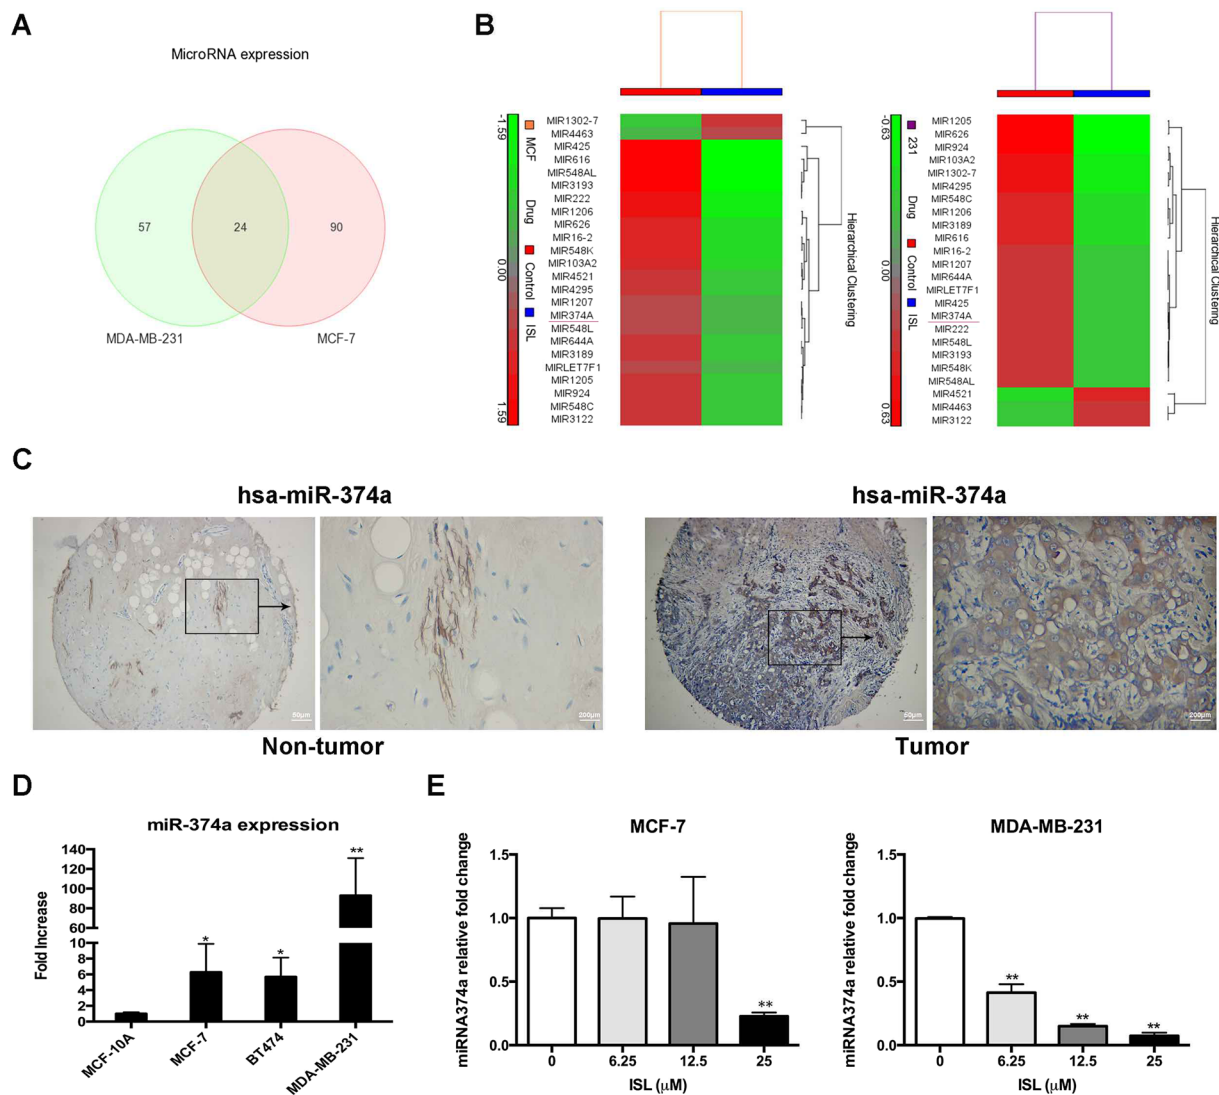 A
MicroRNA expression
57
24
90
MDA-MB-231
MCF-7
B
-1.59
0.00
1.59
MCF
Drug
Control
ISL
MIR1302-7
MIR4463
MIR425
MIR616
MIR548AL
MIR3193
MIR222
MIR1206
MIR626
MIR16-2
MIR548K
MIR103A2
MIR4521
MIR4295
MIR1207
MIR374A
MIR548L
MIR644A
MIR3189
MIRLET7F1
MIR1205
MIR924
MIR548C
MIR3122
Hierarchical Clustering
-0.63
0.00
0.63
231
Drug
Control
ISL
MIR1205
MIR626
MIR924
MIR103A2
MIR1302-7
MIR4295
MIR548C
MIR1206
MIR3189
MIR616
MIR16-2
MIR1207
MIR644A
MIRLET7F1
MIR425
MIR374A
MIR222
MIR548L
MIR3193
MIR548K
MIR548AL
MIR4521
MIR4463
MIR3122
Hierarchical Clustering
C
hsa-miR-374a
50μm
200μm
Non-tumor
hsa-miR-374a
50μm
200μm
Tumor
D
miR-374a expression
Fold Increase
140
120
100
80
60
10
8
6
4
2
0
*
*
**
MCF-10A
MCF-7
BT474
MDA-MB-231
E
MCF-7
miRNA374a relative fold change
1.5
1.0
0.5
0.0
**
0
6.25
12.5
25
ISL (μM)
MDA-MB-231
miRNA374a relative fold change
1.5
1.0
0.5
0.0
**
**
**
0
6.25
12.5
25
ISL (μM)